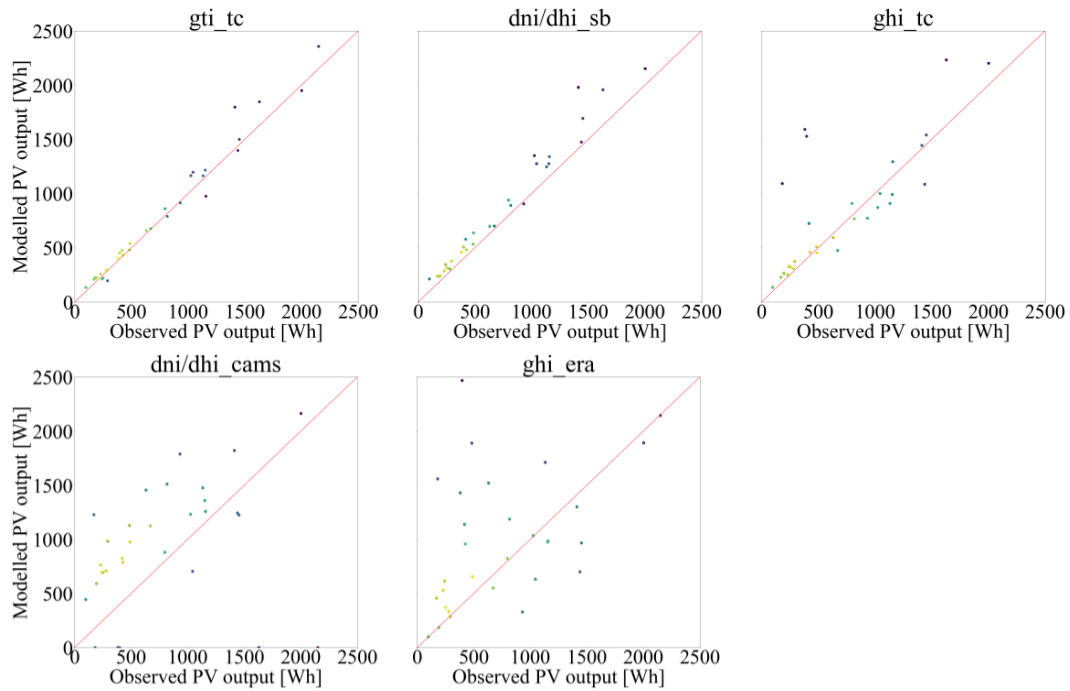 gti_tc dni/dhi_sb ghi_tc
2500
2000
1500
1000
500
0
Modelled PV output [Wh]
0 500 1000 1500 2000 2500 0 500 1000 1500 2000 2500 0 500 1000 1500 2000 2500
Observed PV output [Wh] Observed PV output [Wh] Observed PV output [Wh]
dni/dhi_cams ghi_era
2500
2000
1500
1000
500
0
Modelled PV output [Wh]
0 500 1000 1500 2000 2500 0 500 1000 1500 2000 2500
Observed PV output [Wh] Observed PV output [Wh]